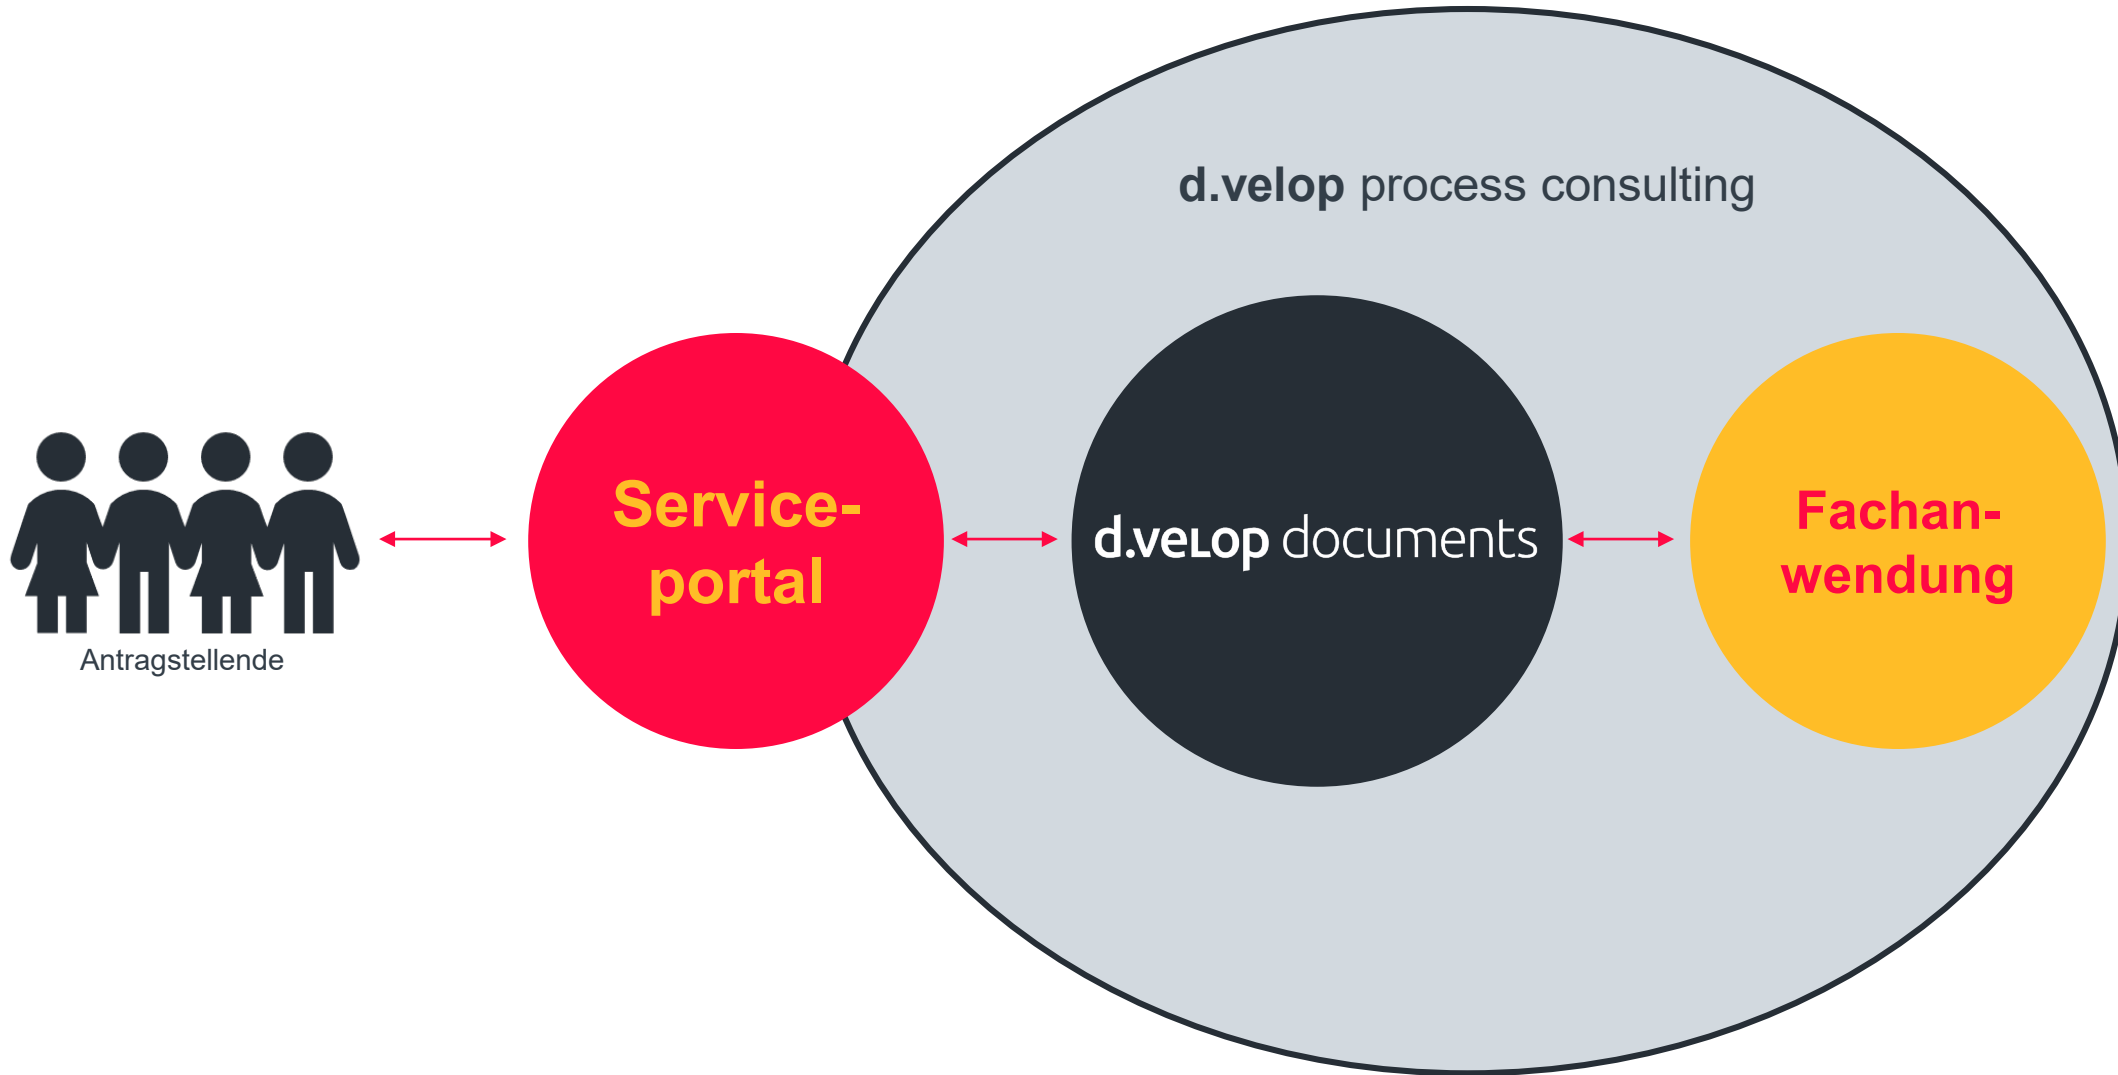 d.velop process consulting
Antragstellende
Service-
portal
d.velop documents
Fachan-
wendung